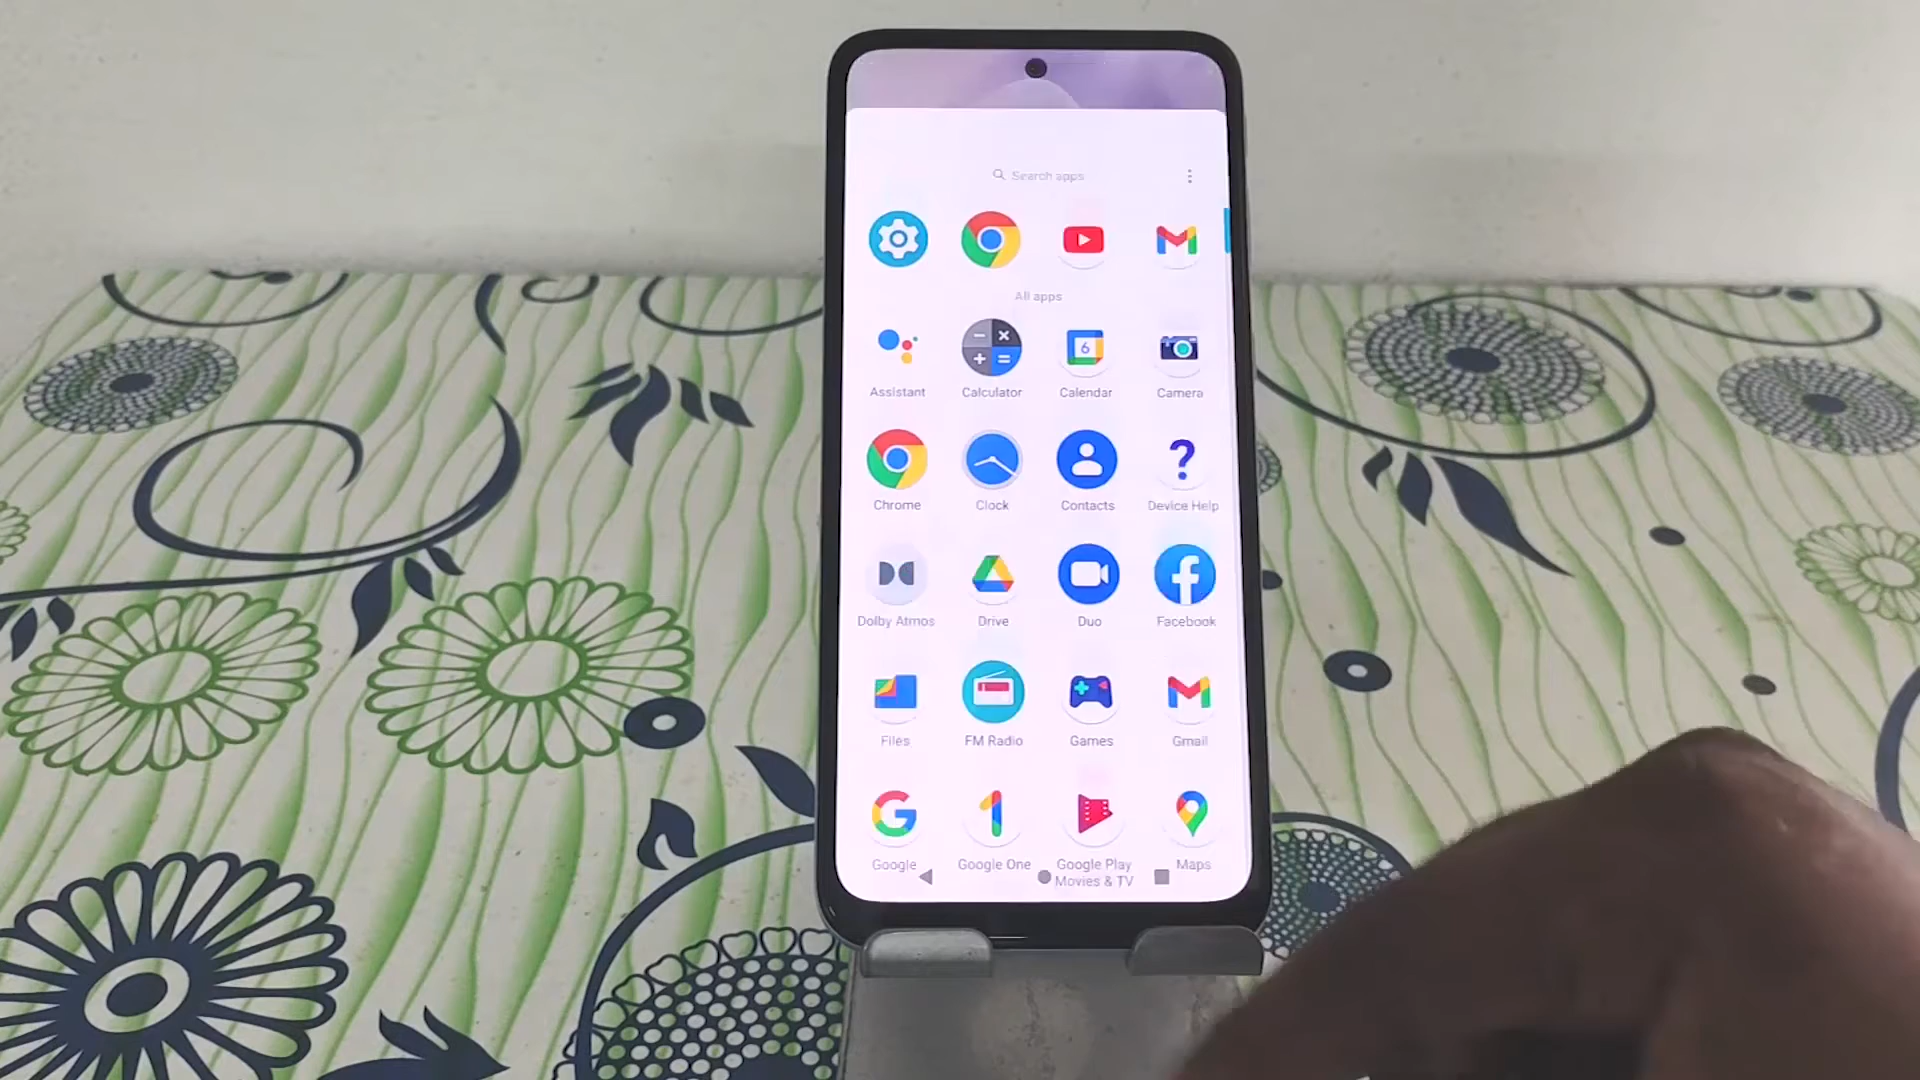 Search apps
All apps
Assistant
Calculator
6
Calendar
Camera
Chrome
Clock
Contacts
? Device Help
Dolby Atmos
Drive
Duo
Facebook
Files
FM Radio
Games
Gmail
Google
Google One
Google Play
Movies & TV
Maps